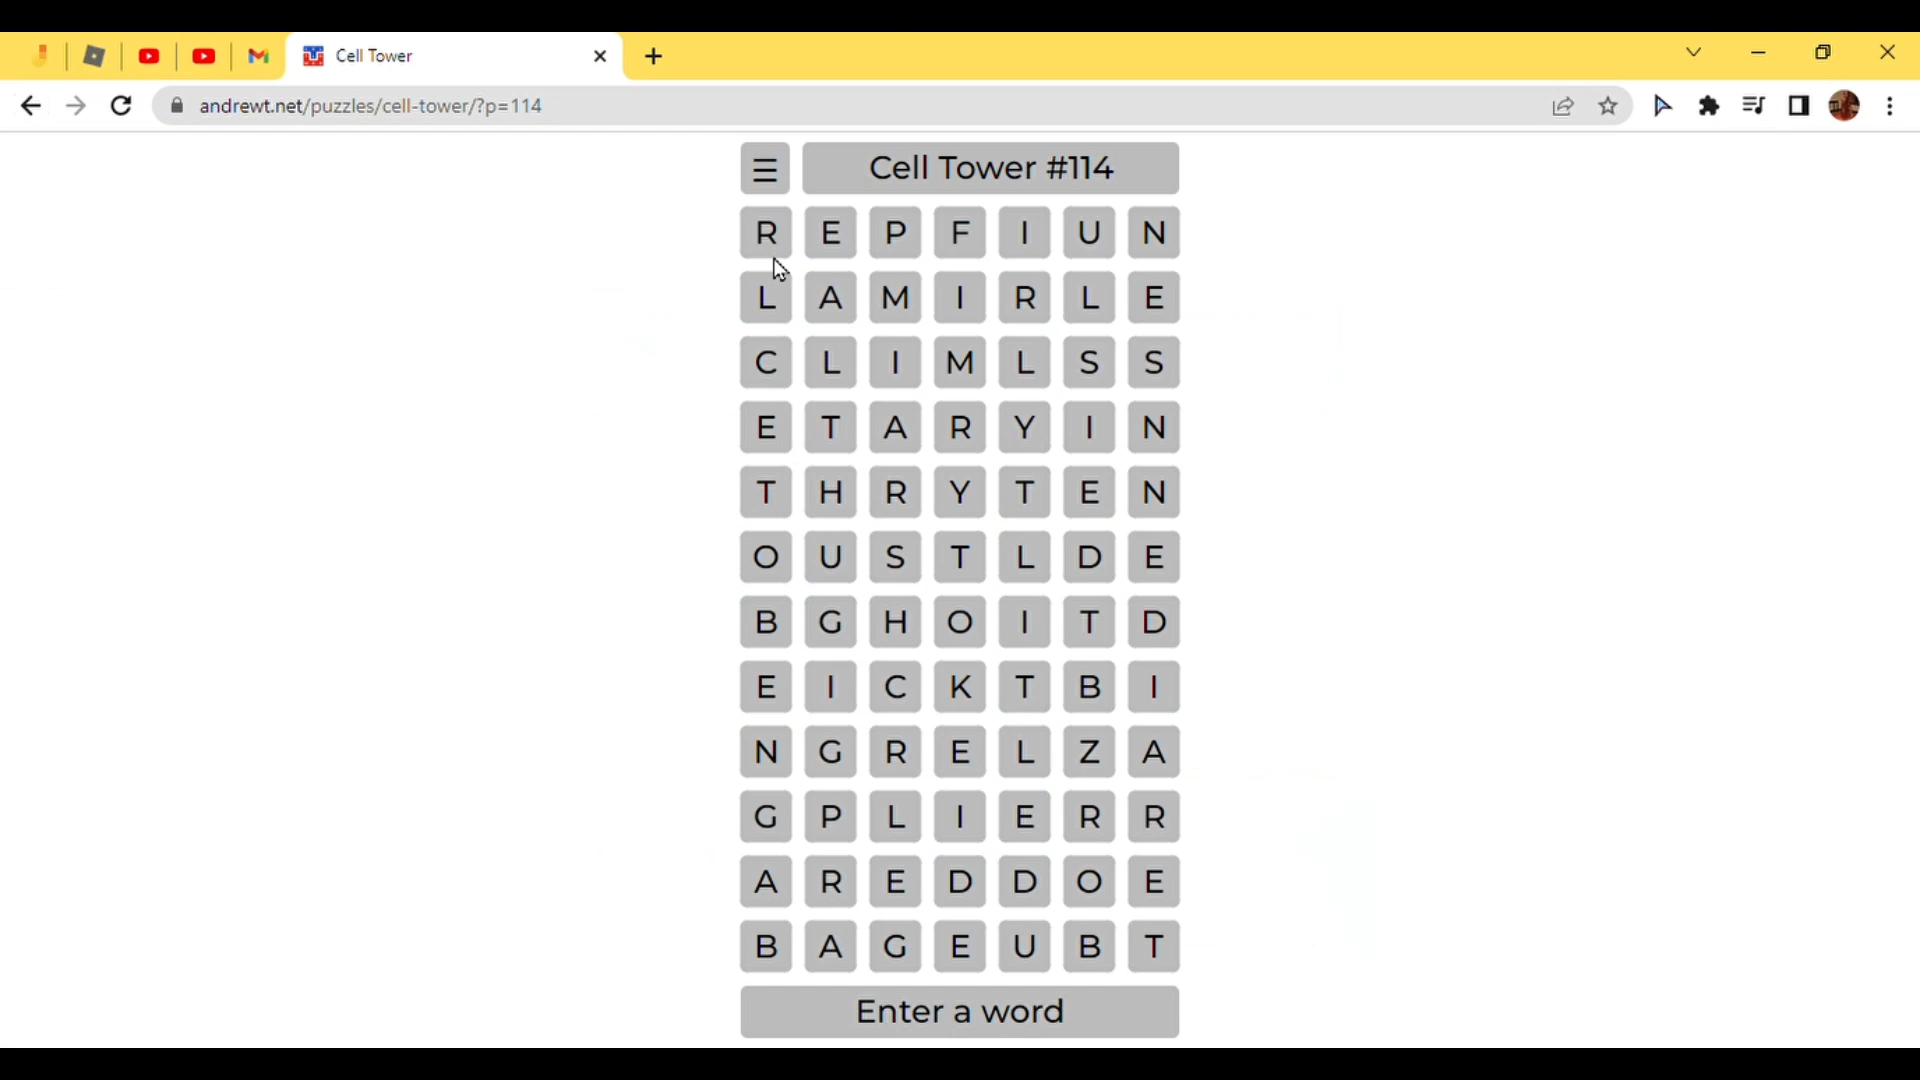 Cell Tower
andrewt.net/puzzles/cell-tower/?p=114
Cell Tower #114
R E P F I U N
L A M I R L E
C L I M L S S
E T A R Y I N
T H R Y T E N
O U S T L D E
B G H O I T D
E I C K T B I
N G R E L Z A
G P L I E R R
A R E D D O E
B A G E U B T
Enter a word